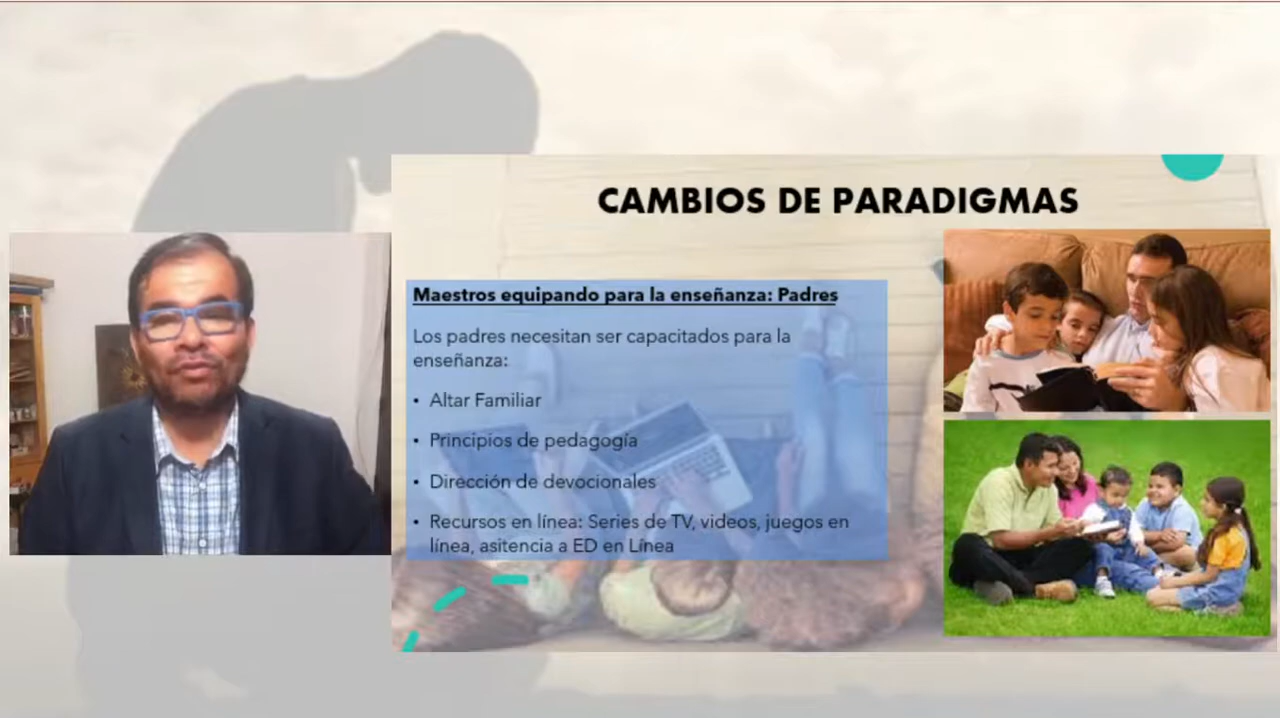 CAMBIOS DE PARADIGMAS
Maestros equipando para la enseñanza: Padres
Los padres necesitan ser capacitados para la
enseñanza:
• Altar Familiar
• Principios de pedagogía
• Dirección de devocionales
• Recursos en línea: Series de TV, videos, juegos en
línea, asitencia a ED en Línea